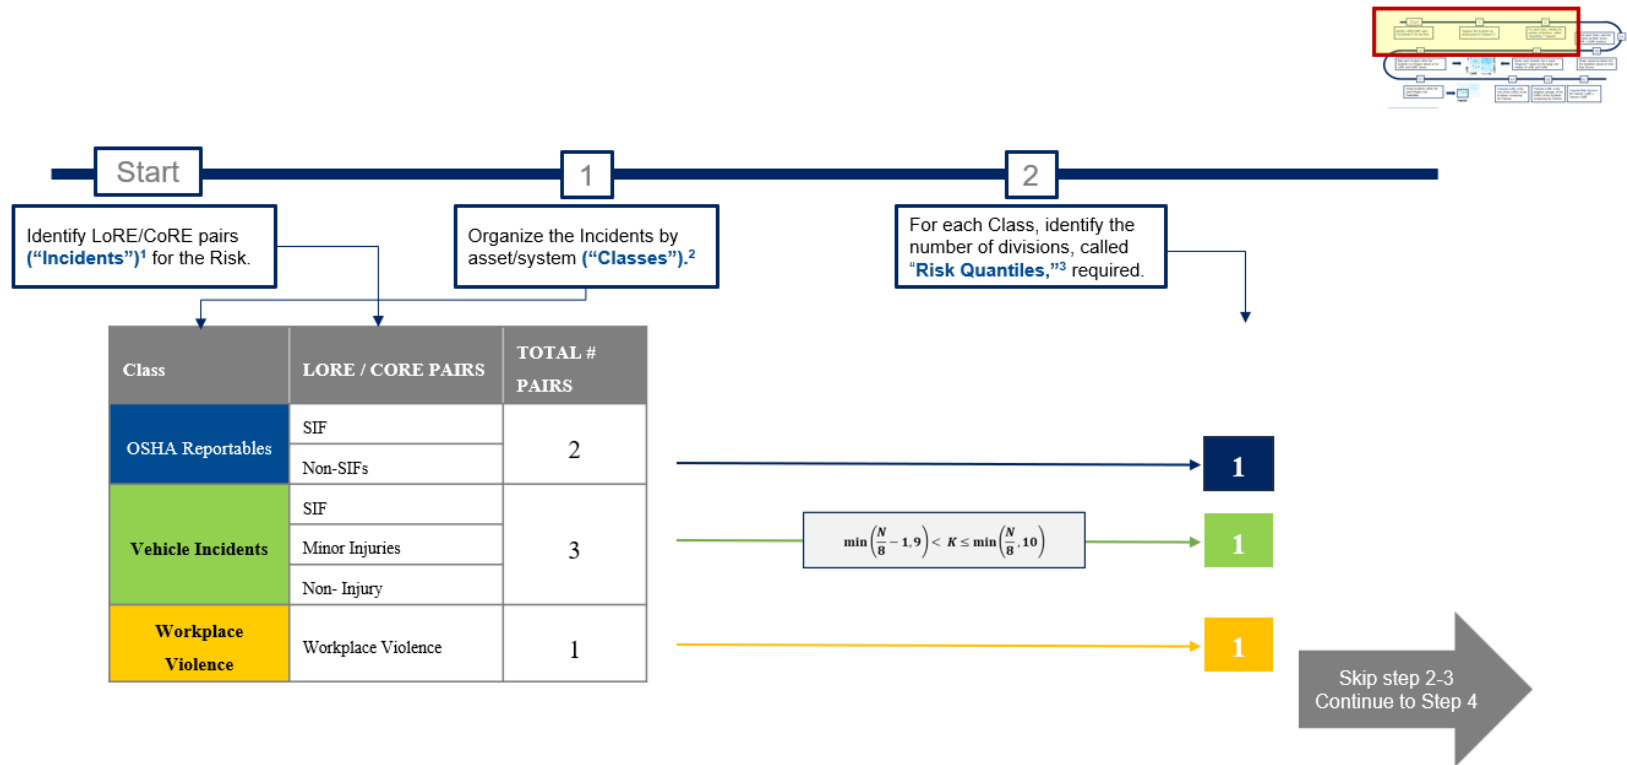 Start
1
2
Identify LoRE/CoRE pairs
(“Incidents”)¹ for the Risk.
Organize the Incidents by
asset/system (“Classes”).²
For each Class, identify the
number of divisions, called
“Risk Quantiles,”³ required.
Class
LORE / CORE PAIRS
TOTAL #
PAIRS
OSHA Reportables
SIF
Non-SIFs
2
1
Vehicle Incidents
SIF
Minor Injuries
Non- Injury
3
min(N/8 − 1, 9) < K ≤ min(N/8, 10)
1
Workplace
Violence
Workplace Violence
1
1
Skip step 2-3
Continue to Step 4